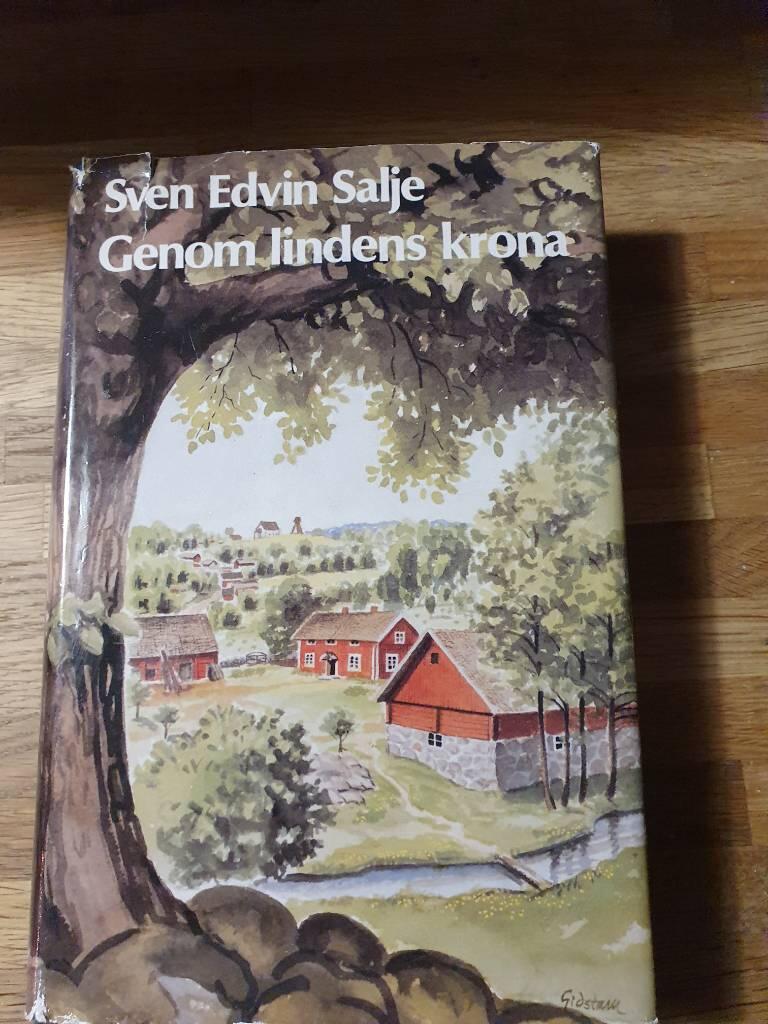 Sven Edvin Salje
Genom lindens krona
Gidstam